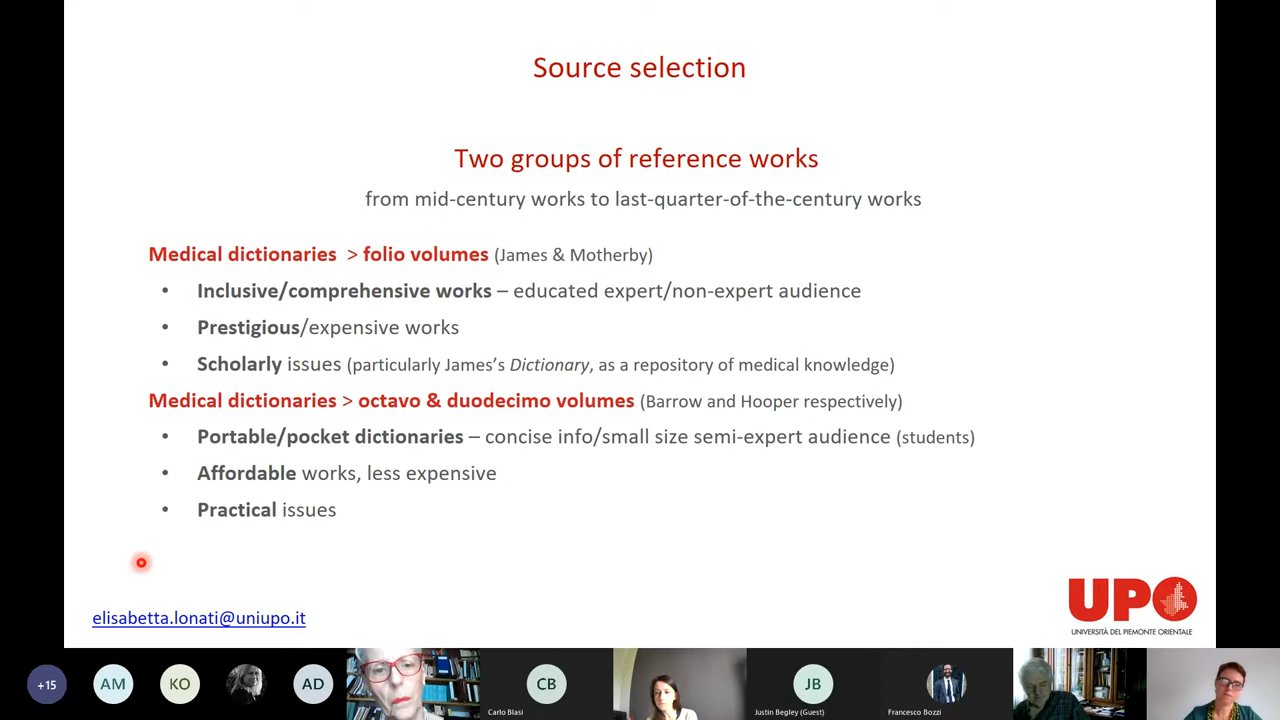 Source selection
Two groups of reference works
from mid-century works to last-quarter-of-the-century works
Medical dictionaries > folio volumes (James & Motherby)
• Inclusive/comprehensive works – educated expert/non-expert audience
• Prestigious/expensive works
• Scholarly issues (particularly James's Dictionary, as a repository of medical knowledge)
Medical dictionaries > octavo & duodecimo volumes (Barrow and Hooper respectively)
• Portable/pocket dictionaries – concise info/small size semi-expert audience (students)
• Affordable works, less expensive
• Practical issues
elisabetta.lonati@uniupo.it
UPO
UNIVERSITÀ DEL PIEMONTE ORIENTALE
+15
AM
KO
AD
CB
Carlo Blasi
JB
Justin Begley (Guest)
Francesco Bozzi